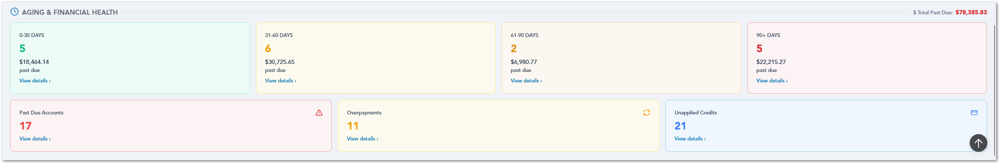 AGING & FINANCIAL HEALTH
$ Total Past Due: $78,385.83
0-30 DAYS
5
$18,464.14
past due
View details ›
31-60 DAYS
6
$30,725.65
past due
View details ›
61-90 DAYS
2
$6,980.77
past due
View details ›
90+ DAYS
5
$22,215.27
past due
View details ›
Past Due Accounts
17
View details ›
Overpayments
11
View details ›
Unapplied Credits
21
View details ›